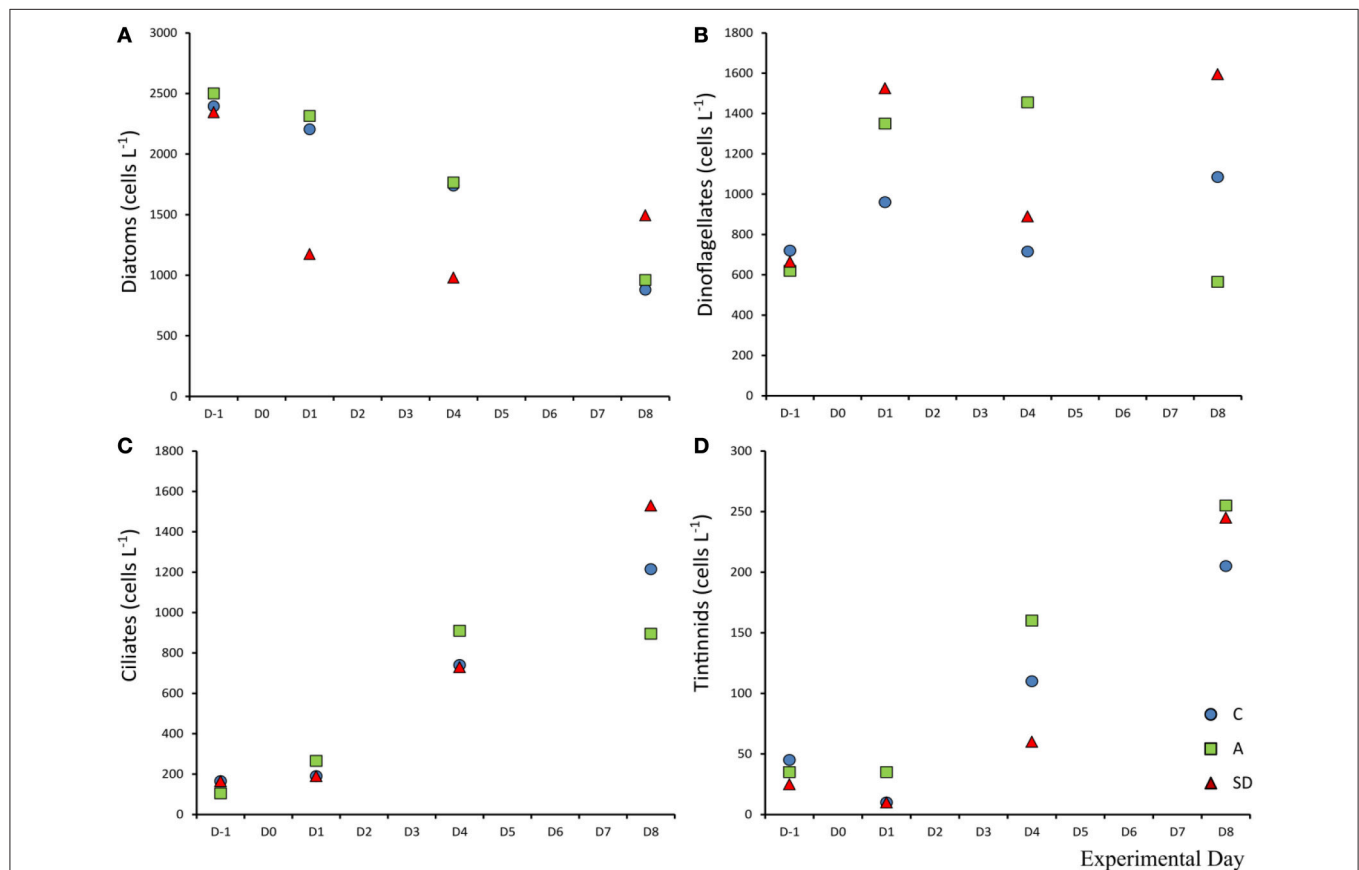 A
Diatoms (cells L⁻¹)
3000
2500
2000
1500
1000
500
0
D-1 D0 D1 D2 D3 D4 D5 D6 D7 D8
B
Dinoflagellates (cells L⁻¹)
1800
1600
1400
1200
1000
800
600
400
200
0
D-1 D0 D1 D2 D3 D4 D5 D6 D7 D8
C
Ciliates (cells L⁻¹)
1800
1600
1400
1200
1000
800
600
400
200
0
D-1 D0 D1 D2 D3 D4 D5 D6 D7 D8
D
Tintinnids (cells L⁻¹)
300
250
200
150
100
50
0
D-1 D0 D1 D2 D3 D4 D5 D6 D7 D8
C
A
SD
Experimental Day